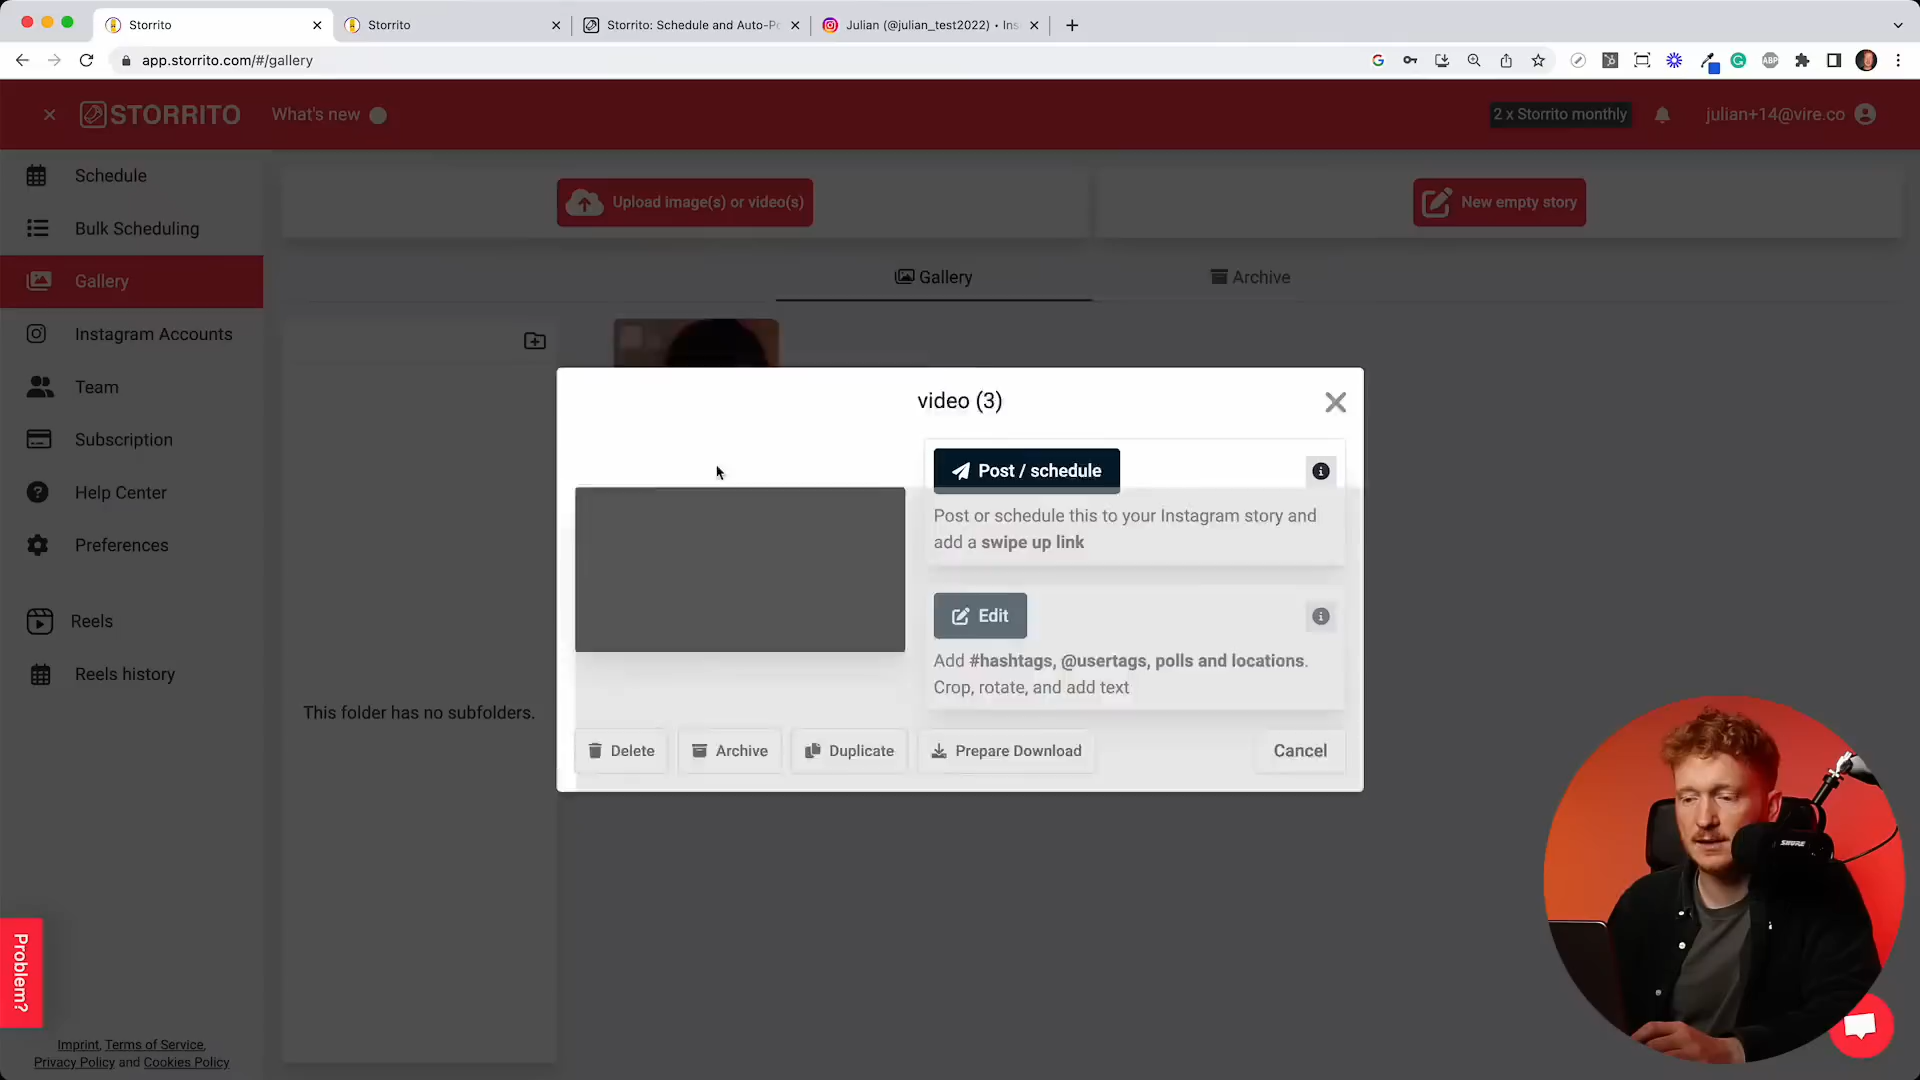 Storrito
Storrito
Storrito: Schedule and Auto-Po
Julian (@julian_test2022) • Ins
app.storrito.com/#/gallery
ABP
STORRITO
What's new
2 x Storrito monthly
julian+14@vire.co
Schedule
Bulk Scheduling
Gallery
Instagram Accounts
Team
Subscription
Help Center
Preferences
Reels
Reels history
Upload image(s) or video(s)
New empty story
Gallery
Archive
This folder has no subfolders.
video (3)
Post / schedule
Post or schedule this to your Instagram story and
add a swipe up link
Edit
Add #hashtags, @usertags, polls and locations.
Crop, rotate, and add text
Delete
Archive
Duplicate
Prepare Download
Cancel
Problem?
Imprint, Terms of Service,
Privacy Policy and Cookies Policy
SHURE